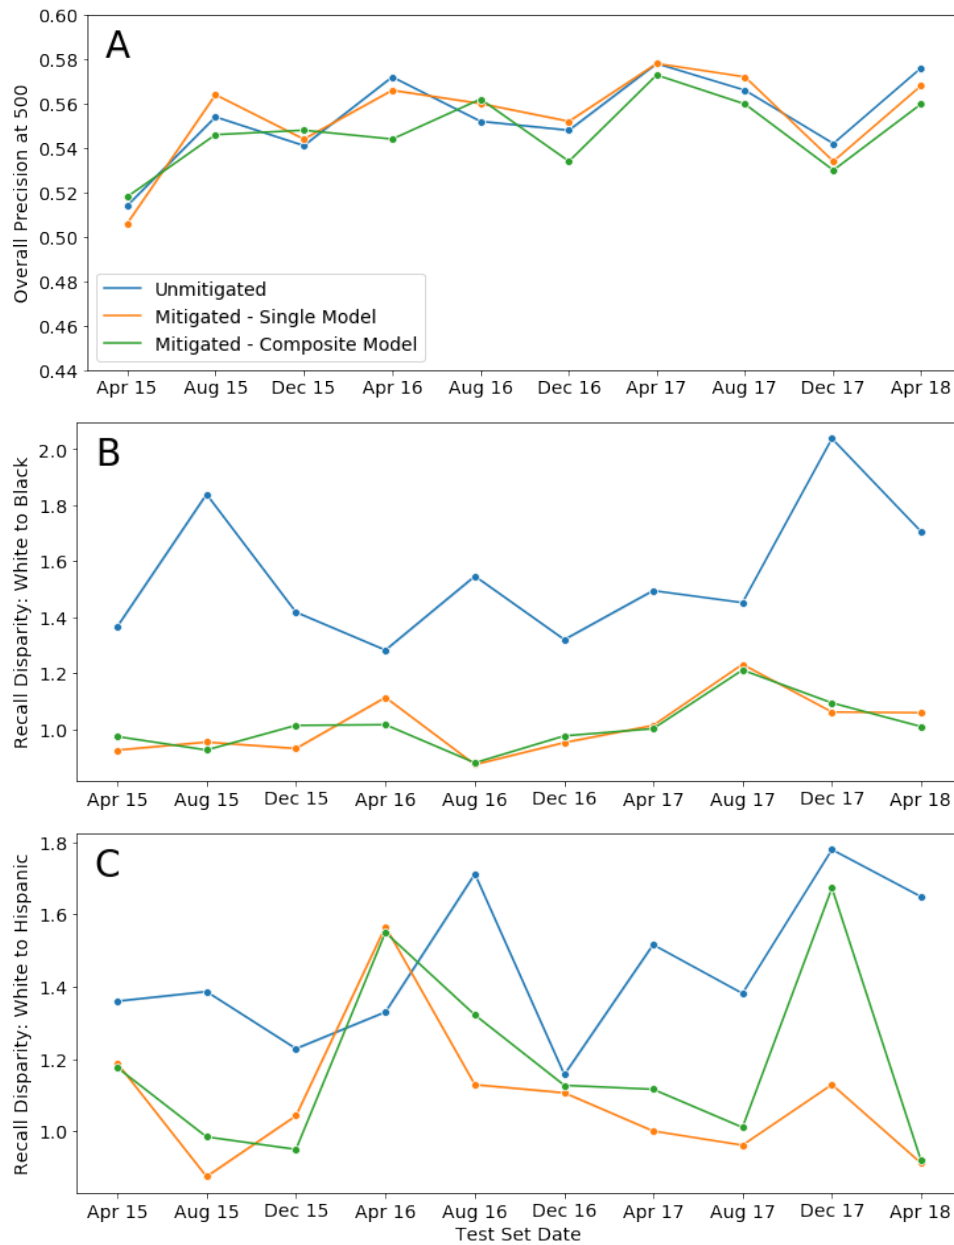 A
Overall Precision at 500
0.60
0.58
0.56
0.54
0.52
0.50
0.48
0.46
0.44
Unmitigated
Mitigated - Single Model
Mitigated - Composite Model
Apr 15 Aug 15 Dec 15 Apr 16 Aug 16 Dec 16 Apr 17 Aug 17 Dec 17 Apr 18
B
Recall Disparity: White to Black
2.0
1.8
1.6
1.4
1.2
1.0
Apr 15 Aug 15 Dec 15 Apr 16 Aug 16 Dec 16 Apr 17 Aug 17 Dec 17 Apr 18
C
Recall Disparity: White to Hispanic
1.8
1.6
1.4
1.2
1.0
Apr 15 Aug 15 Dec 15 Apr 16 Aug 16 Dec 16 Apr 17 Aug 17 Dec 17 Apr 18
Test Set Date